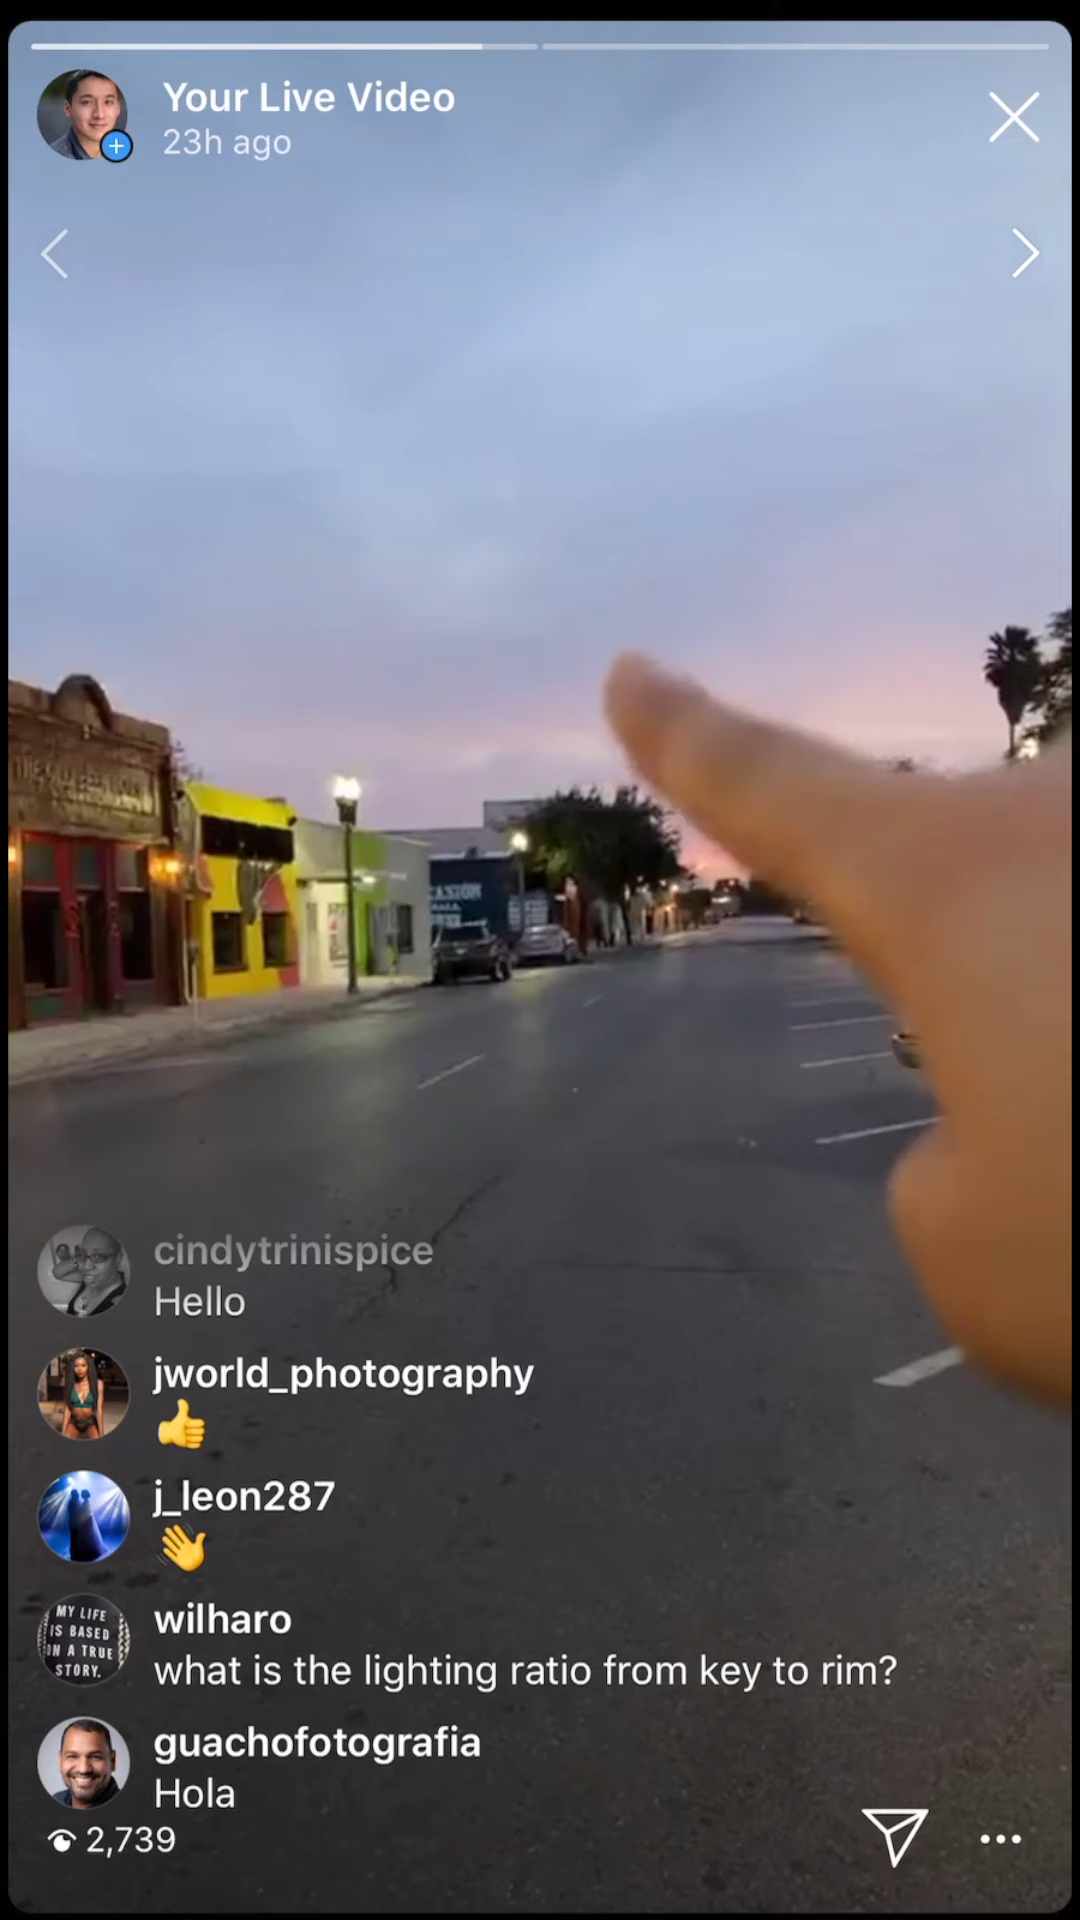 Your Live Video
23h ago
cindytrinispice
Hello
jworld_photography
👍
j_leon287
👋
wilharo
what is the lighting ratio from key to rim?
guachofotografia
Hola
2,739
MY LIFE
IS BASED
ON A TRUE
STORY.